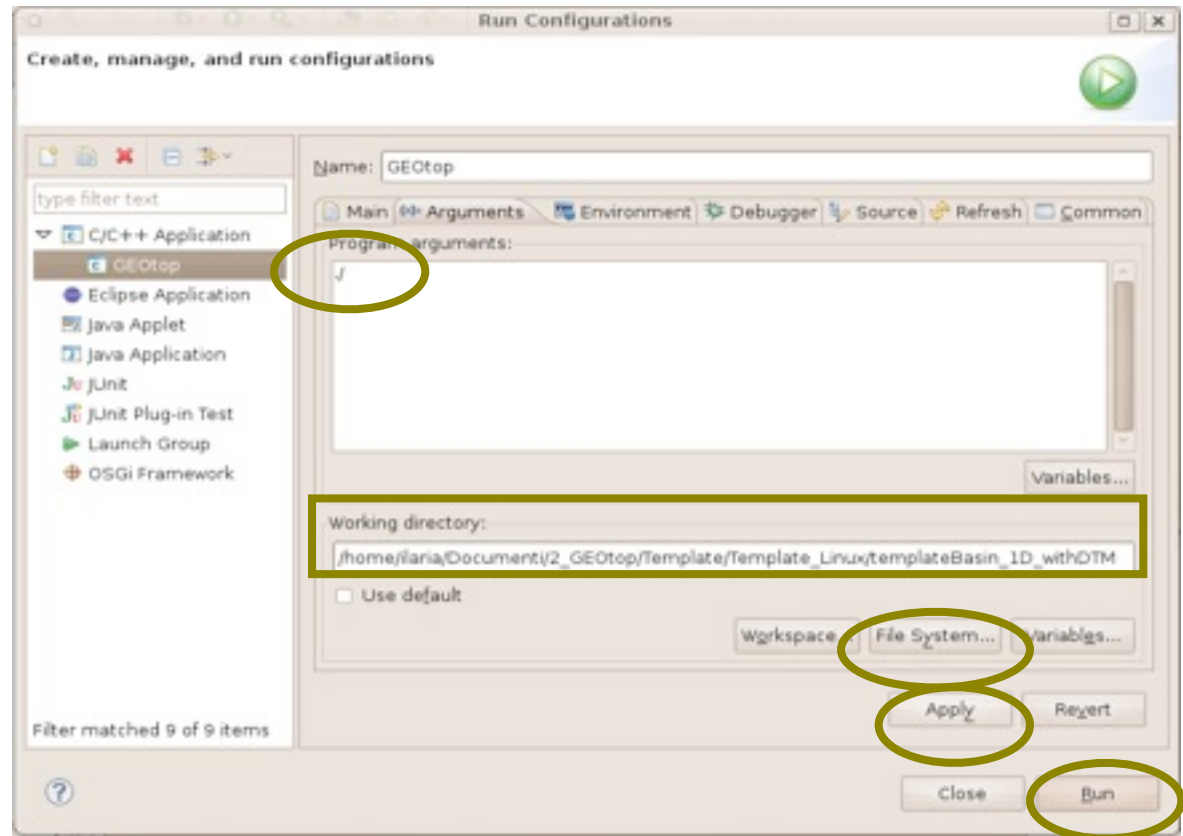 Run Configurations
Create, manage, and run configurations
type filter text
C/C++ Application
GEOtop
Eclipse Application
Java Applet
Java Application
JUnit
JUnit Plug-in Test
Launch Group
OSGi Framework
Filter matched 9 of 9 items
Name: GEOtop
Main Arguments Environment Debugger Source Refresh Common
Program arguments:
./
Variables...
Working directory:
/home/ilaria/Documenti/2_GEOtop/Template/Template_Linux/templateBasin_1D_withDTM
Use default
Workspace... File System... Variables...
Apply Revert
? Close Run